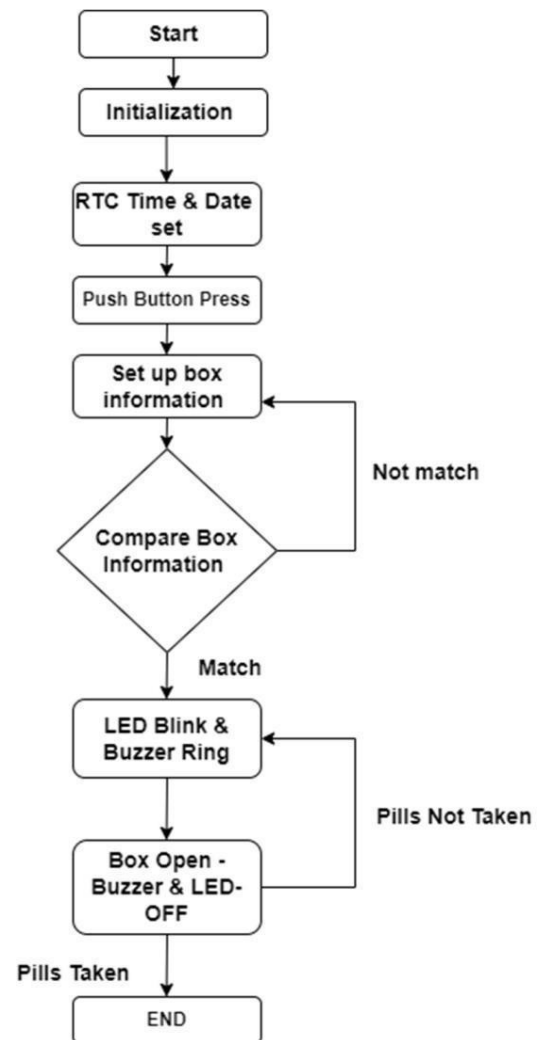 Start
Initialization
RTC Time & Date
set
Push Button Press
Set up box
information
Not match
Compare Box
Information
Match
LED Blink &
Buzzer Ring
Pills Not Taken
Box Open -
Buzzer & LED-
OFF
Pills Taken
END